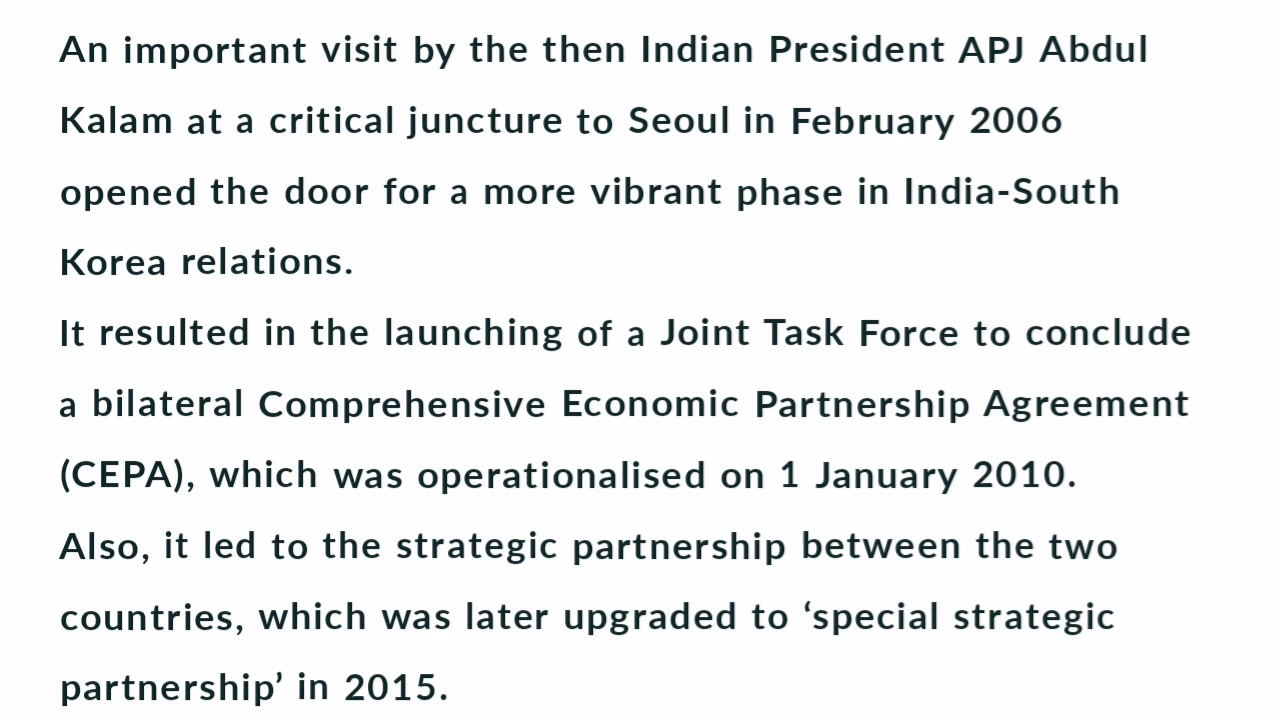 An important visit by the then Indian President APJ Abdul
Kalam at a critical juncture to Seoul in February 2006
opened the door for a more vibrant phase in India-South
Korea relations.
It resulted in the launching of a Joint Task Force to conclude
a bilateral Comprehensive Economic Partnership Agreement
(CEPA), which was operationalised on 1 January 2010.
Also, it led to the strategic partnership between the two
countries, which was later upgraded to ‘special strategic
partnership’ in 2015.